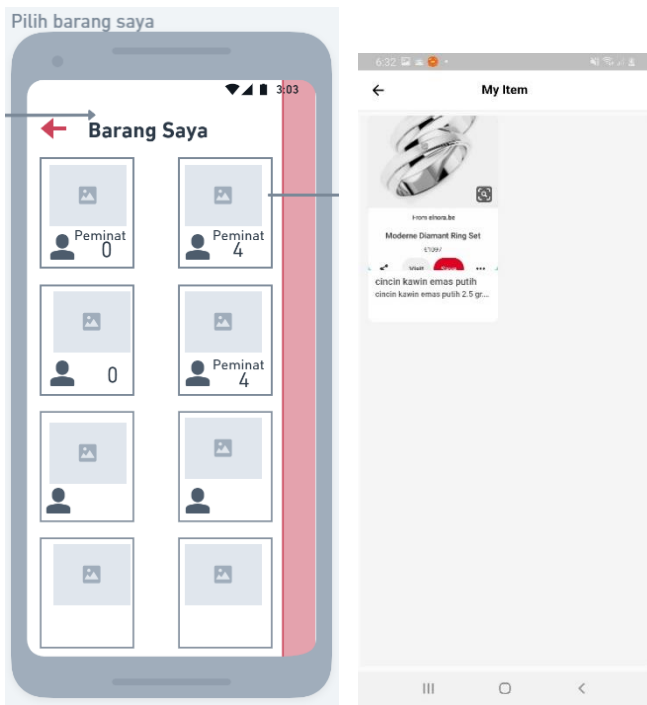 Pilih barang saya
3:03
Barang Saya
Peminat
0
Peminat
4
0
Peminat
4
6:32
My Item
From elnora.be
Moderne Diamant Ring Set
Visit
Save
cincin kawin emas putih
cincin kawin emas putih 2.5 gr...